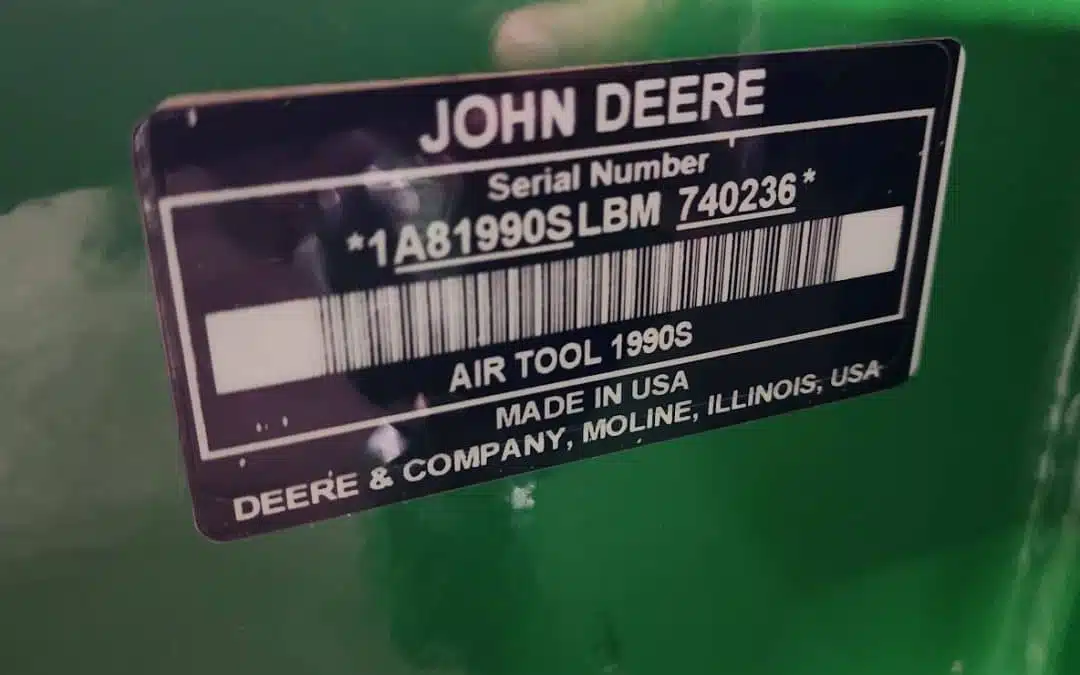 JOHN DEERE
Serial Number
*1A81990SLBM 740236*
AIR TOOL 1990S
MADE IN USA
DEERE & COMPANY, MOLINE, ILLINOIS, USA